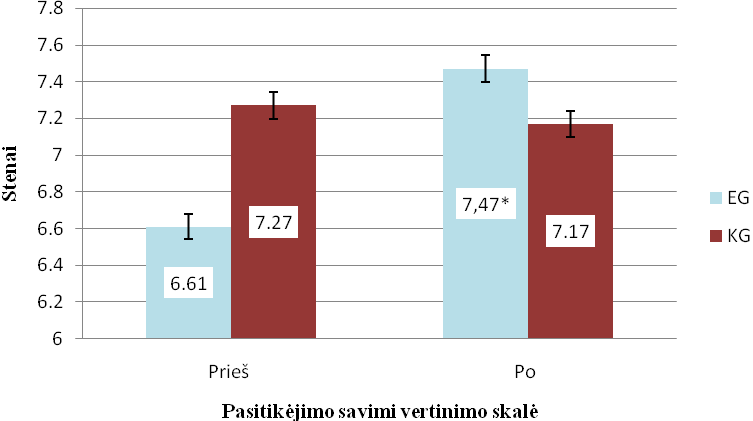 7.8
7.6
7.4
7.2
7
6.8
6.6
6.4
6.2
6
Stenai
6.61
7.27
7,47*
7.17
EG
KG
Prieš
Po
Pasitikėjimo savimi vertinimo skalė